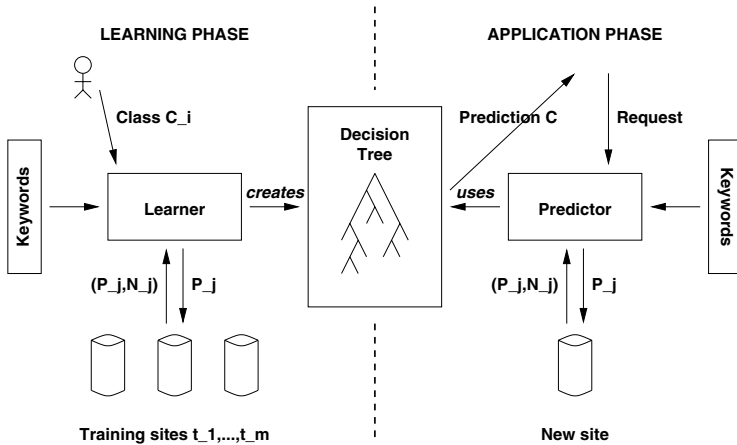 LEARNING PHASE
APPLICATION PHASE
Class C_i
Decision
Tree
Prediction C
Request
Keywords
Learner
creates
uses
Predictor
Keywords
(P_j,N_j)
P_j
(P_j,N_j)
P_j
Training sites t_1,...,t_m
New site